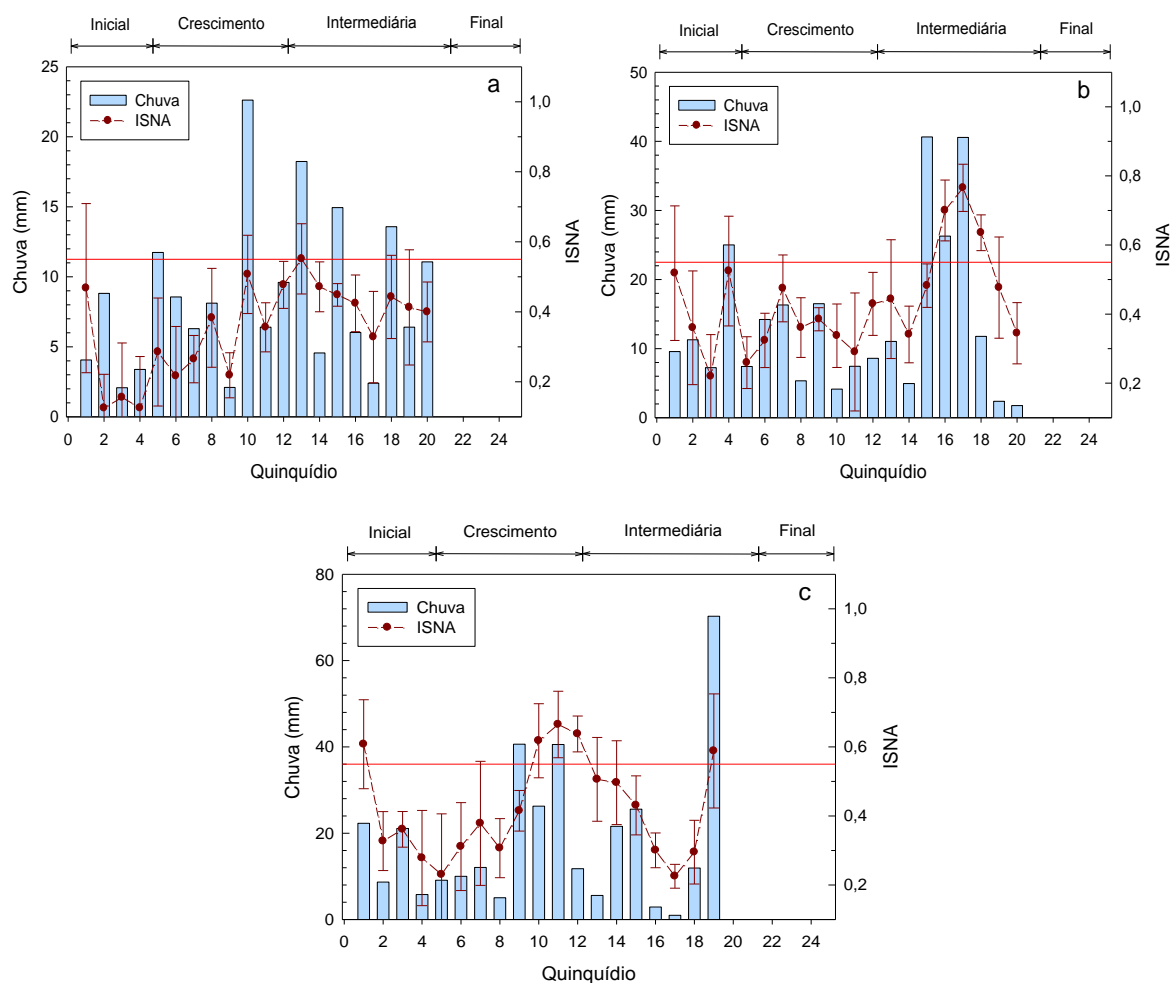 Inicial Crescimento Intermediária Final
a
Chuva
ISNA
25
20
15
10
5
0
Chuva (mm)
1,0
0,8
0,6
0,4
0,2
ISNA
0 2 4 6 8 10 12 14 16 18 20 22 24
Quinquídio
Inicial Crescimento Intermediária Final
b
Chuva
ISNA
50
40
30
20
10
0
Chuva (mm)
1,0
0,8
0,6
0,4
0,2
ISNA
0 2 4 6 8 10 12 14 16 18 20 22 24
Quinquídio
Inicial Crescimento Intermediária Final
c
Chuva
ISNA
80
60
40
20
0
Chuva (mm)
1,0
0,8
0,6
0,4
0,2
ISNA
0 2 4 6 8 10 12 14 16 18 20 22 24
Quinquídio